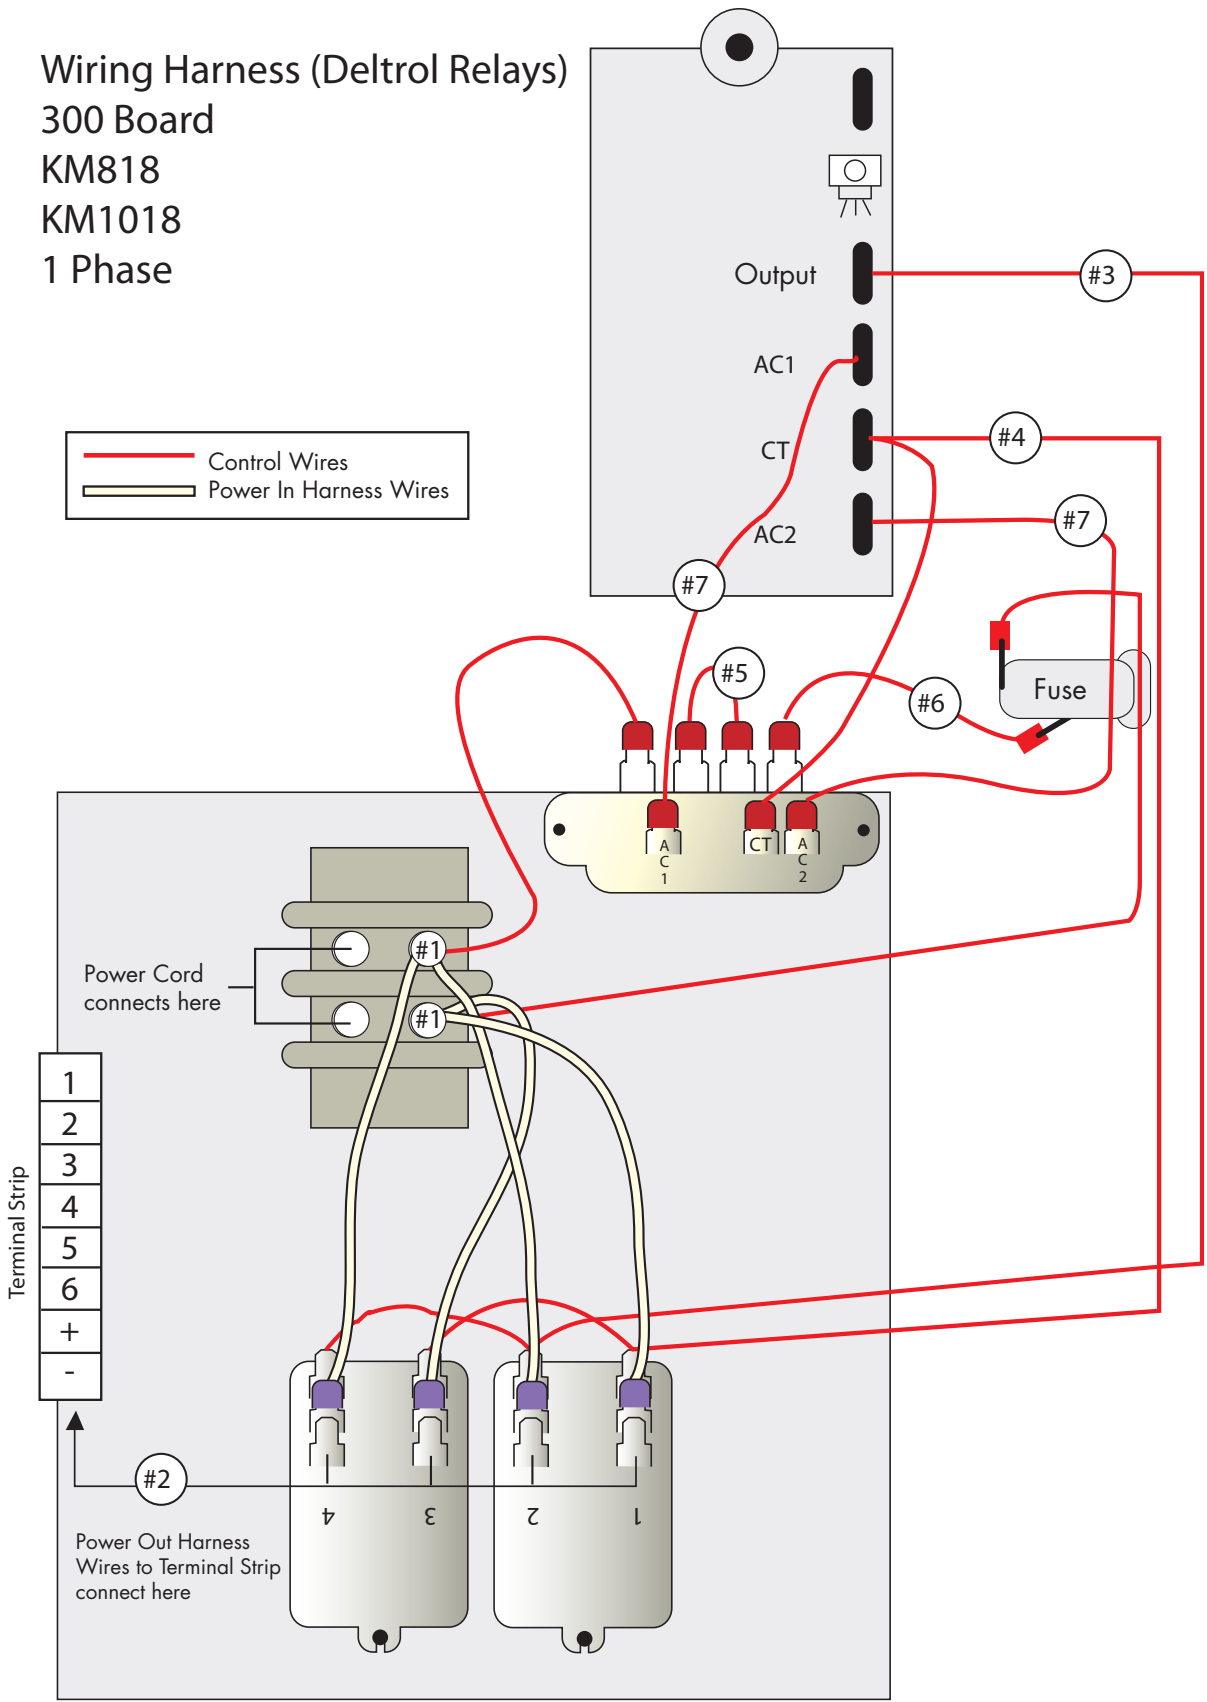 Wiring Harness (Deltrol Relays)
300 Board
KM818
KM1018
1 Phase
Control Wires
Power In Harness Wires
Output
AC1
CT
AC2
#3
#4
#7
#7
#5
#6
Fuse
AC1
CT
AC2
#1
#1
Power Cord
connects here
Terminal Strip
1
2
3
4
5
6
+
-
#2
4
3
2
1
Power Out Harness
Wires to Terminal Strip
connect here